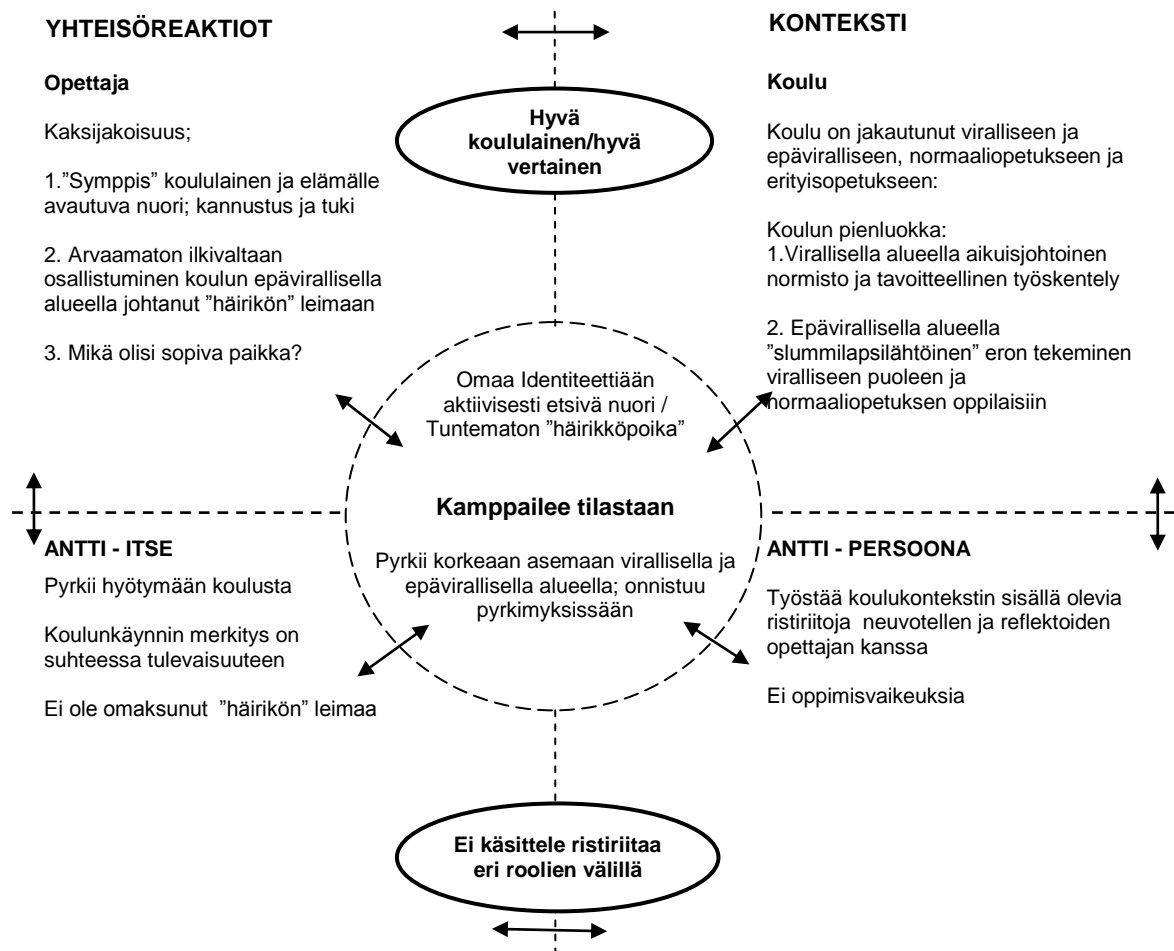 YHTEISÖREAKTIOT
Opettaja
Kaksijakoisuus;
1.”Symppis” koululainen ja elämälle
avautuva nuori; kannustus ja tuki
2. Arvaamaton ilkivaltaan
osallistuminen koulun epävirallisella
alueella johtanut ”häirikön” leimaan
3. Mikä olisi sopiva paikka?
Hyvä
koululainen/hyvä
vertainen
KONTEKSTI
Koulu
Koulu on jakautunut viralliseen ja
epäviralliseen, normaaliopetukseen ja
erityisopetukseen:
Koulun pienluokka:
1.Virallisella alueella aikuisjohtoinen
normisto ja tavoitteellinen työskentely
2. Epävirallisella alueella
”slummilapsilähtöinen” eron tekeminen
viralliseen puoleen ja
normaaliopetuksen oppilaisiin
Omaa Identiteettiään
aktiivisesti etsivä nuori /
Tuntematon ”häirikköpoika”
Kamppailee tilastaan
Pyrkii korkeaan asemaan virallisella ja
epävirallisella alueella; onnistuu
pyrkimyksissään
ANTTI - ITSE
Pyrkii hyötymään koulusta
Koulunkäynnin merkitys on
suhteessa tulevaisuuteen
Ei ole omaksunut ”häirikön” leimaa
ANTTI - PERSOONA
Työstää koulukontekstin sisällä olevia
ristiriitoja neuvotellen ja reflektoiden
opettajan kanssa
Ei oppimisvaikeuksia
Ei käsittele ristiriitaa
eri roolien välillä